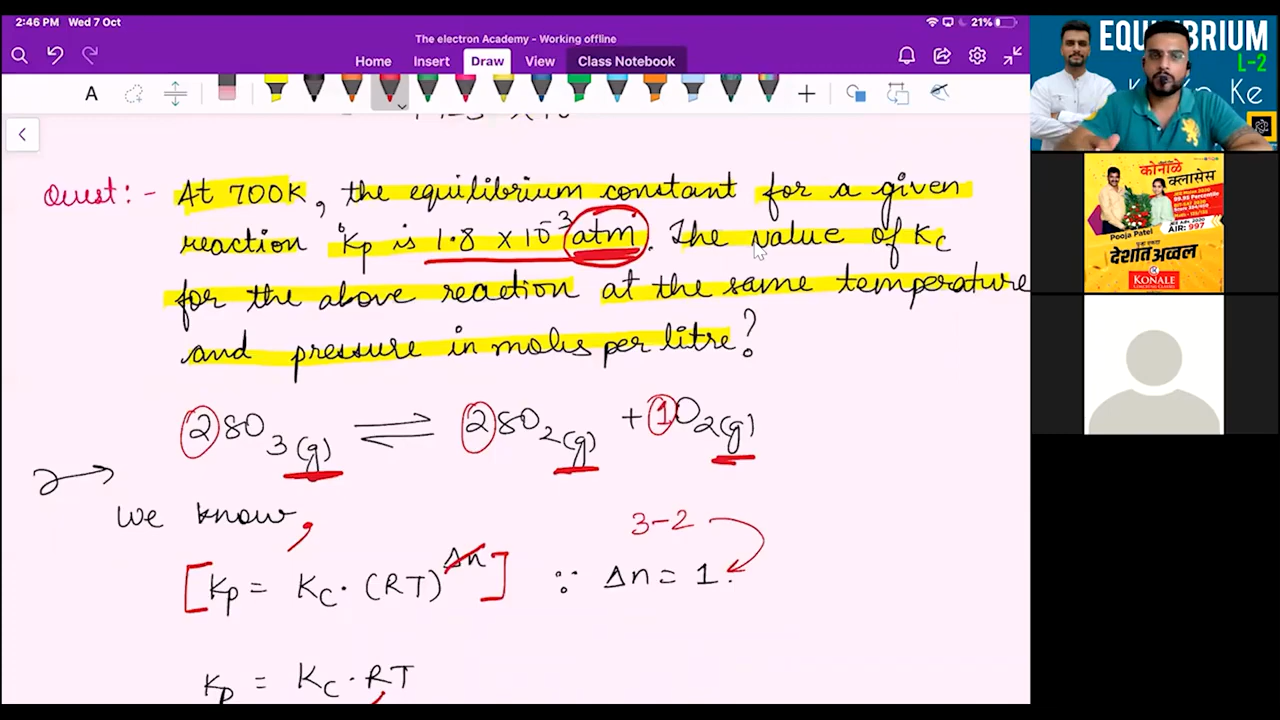 2:46 PM Wed 7 Oct
21%
The electron Academy - Working offline
Home Insert Draw View Class Notebook
A
EQUILIBRIUM
L-2
Ke
Quest:- At 700K, the equilibrium constant for a given
reaction Kp is 1.8 × 10⁻³ atm. The value of Kc
for the above reaction at the same temperature
and pressure in moles per litre?
2SO₃(g) ⇌ 2SO₂(g) + 1O₂(g)
we know,
3-2
[Kp = Kc·(RT)^Δn] ∵ Δn = 1.
Kp = Kc·RT
कोनाळे
क्लासेस
Pooja Patel
AIR: 997
देशात अव्वल
KONALE